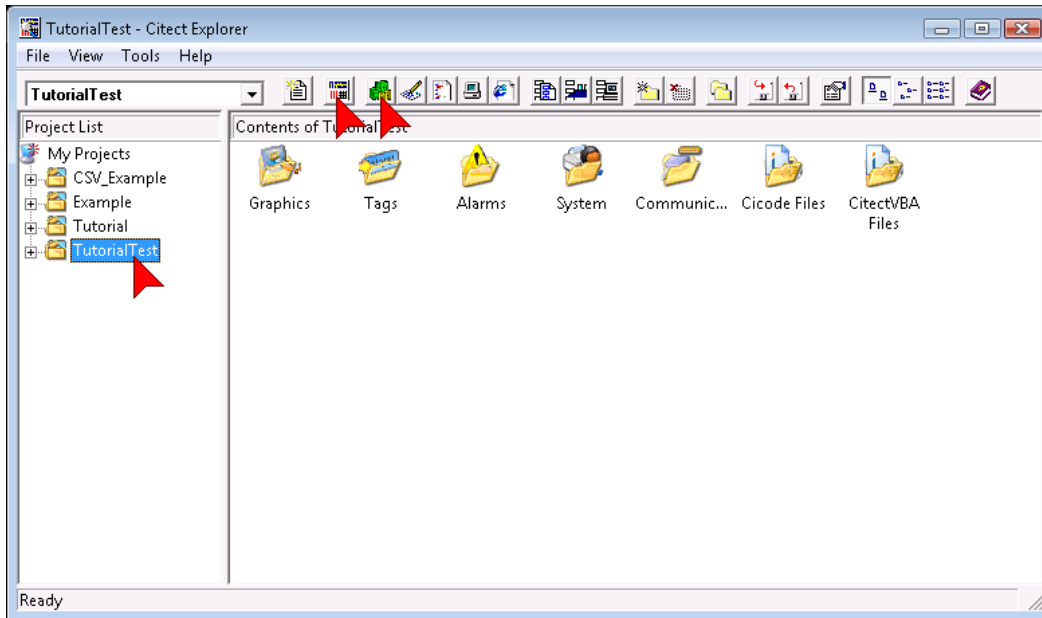 TutorialTest - Citect Explorer
File View Tools Help
TutorialTest
Project List
Contents of TutorialTest
My Projects
CSV_Example
Example
Tutorial
TutorialTest
Graphics
Tags
Alarms
System
Communic...
Cicode Files
CitectVBA
Files
Ready